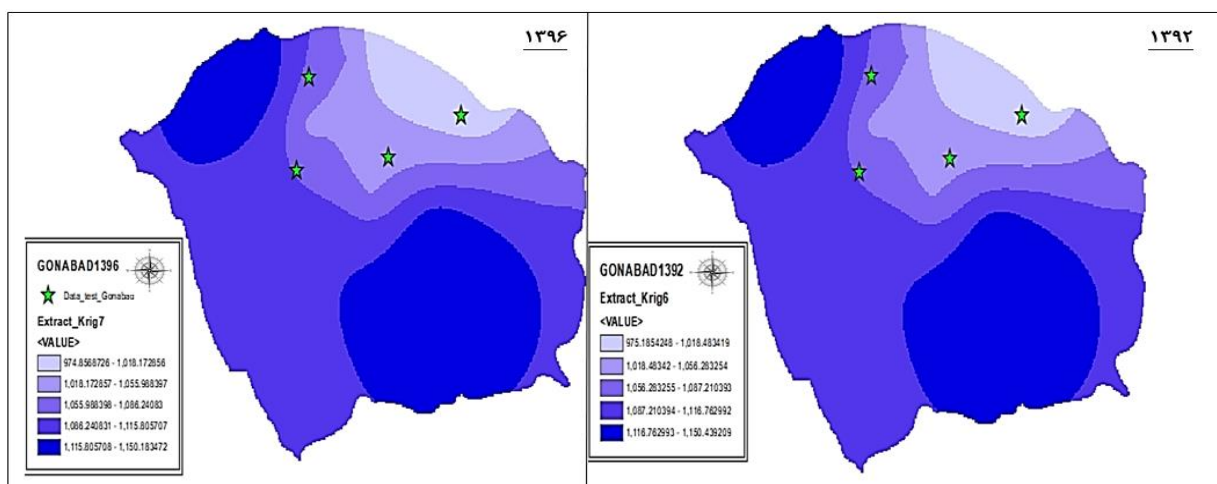 ۱۳۹۶
GONABAD1396
Data_test_Gonabad
Extract_Krig7
<VALUE>
974.8568726 - 1,018.172856
1,018.172857 - 1,055.988397
1,055.988398 - 1,086.24083
1,086.240831 - 1,115.805707
1,115.805708 - 1,150.183472
۱۳۹۲
GONABAD1392
Extract_Krig6
<VALUE>
975.1854248 - 1,018.483419
1,018.48342 - 1,056.283254
1,056.283255 - 1,087.210393
1,087.210394 - 1,116.762992
1,116.762993 - 1,150.439209